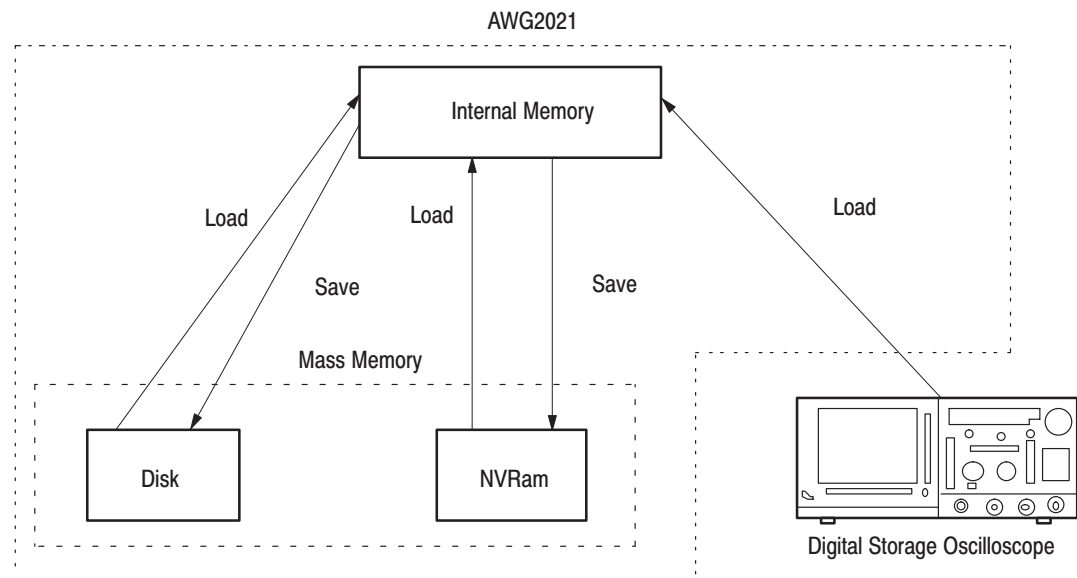 AWG2021
Internal Memory
Load
Load
Load
Save
Save
Mass Memory
Disk
NVRam
Digital Storage Oscilloscope